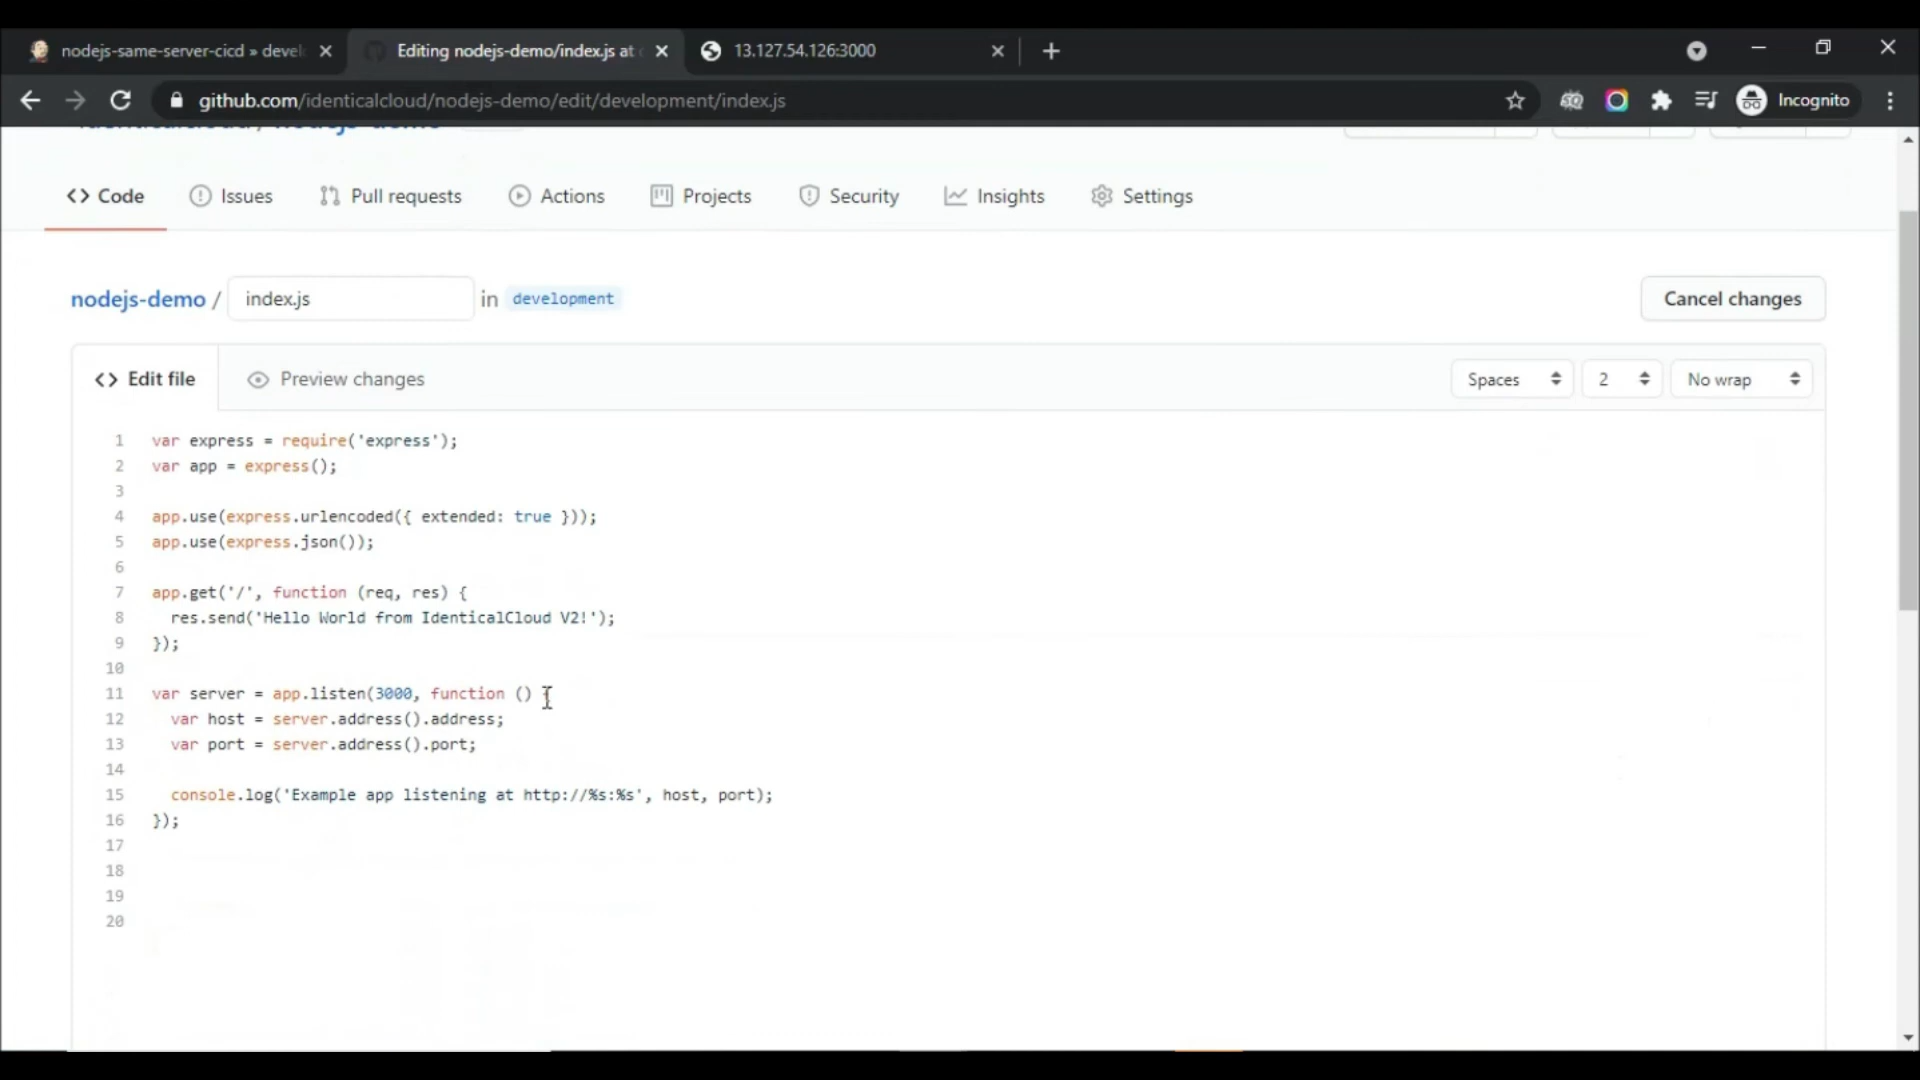 nodejs-same-server-cicd » devel
Editing nodejs-demo/index.js at
13.127.54.126:3000
github.com/identicalcloud/nodejs-demo/edit/development/index.js
Incognito
identicalcloud / nodejs-demo
Code
Issues
Pull requests
Actions
Projects
Security
Insights
Settings
nodejs-demo / index.js in development
Cancel changes
<> Edit file
Preview changes
Spaces
2
No wrap
1 var express = require('express');
2 var app = express();
3
4 app.use(express.urlencoded({ extended: true }));
5 app.use(express.json());
6
7 app.get('/', function (req, res) {
8 res.send('Hello World from IdenticalCloud V2!');
9 });
10
11 var server = app.listen(3000, function () {
12 var host = server.address().address;
13 var port = server.address().port;
14
15 console.log('Example app listening at http://%s:%s', host, port);
16 });
17
18
19
20